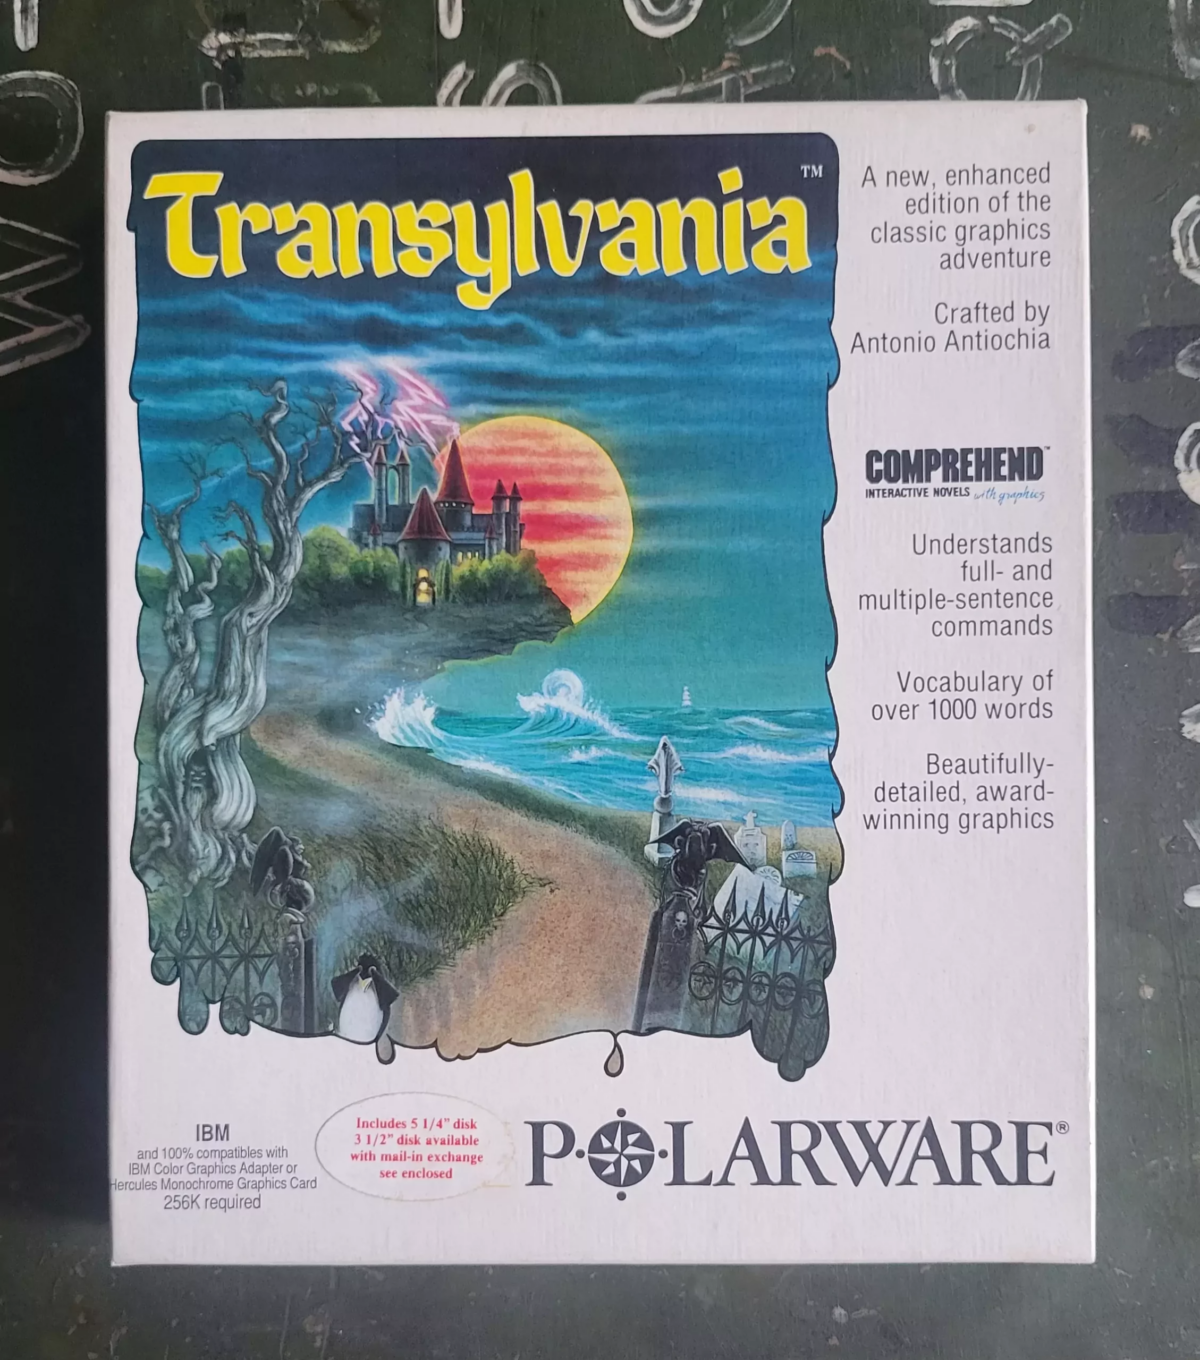 Transylvania™
A new, enhanced
edition of the
classic graphics
adventure
Crafted by
Antonio Antiochia
COMPREHEND™
INTERACTIVE NOVELS with graphics
Understands
full- and
multiple-sentence
commands
Vocabulary of
over 1000 words
Beautifully-
detailed, award-
winning graphics
IBM
and 100% compatibles with
IBM Color Graphics Adapter or
Hercules Monochrome Graphics Card
256K required
Includes 5 1/4" disk
3 1/2" disk available
with mail-in exchange
see enclosed
POLARWARE®